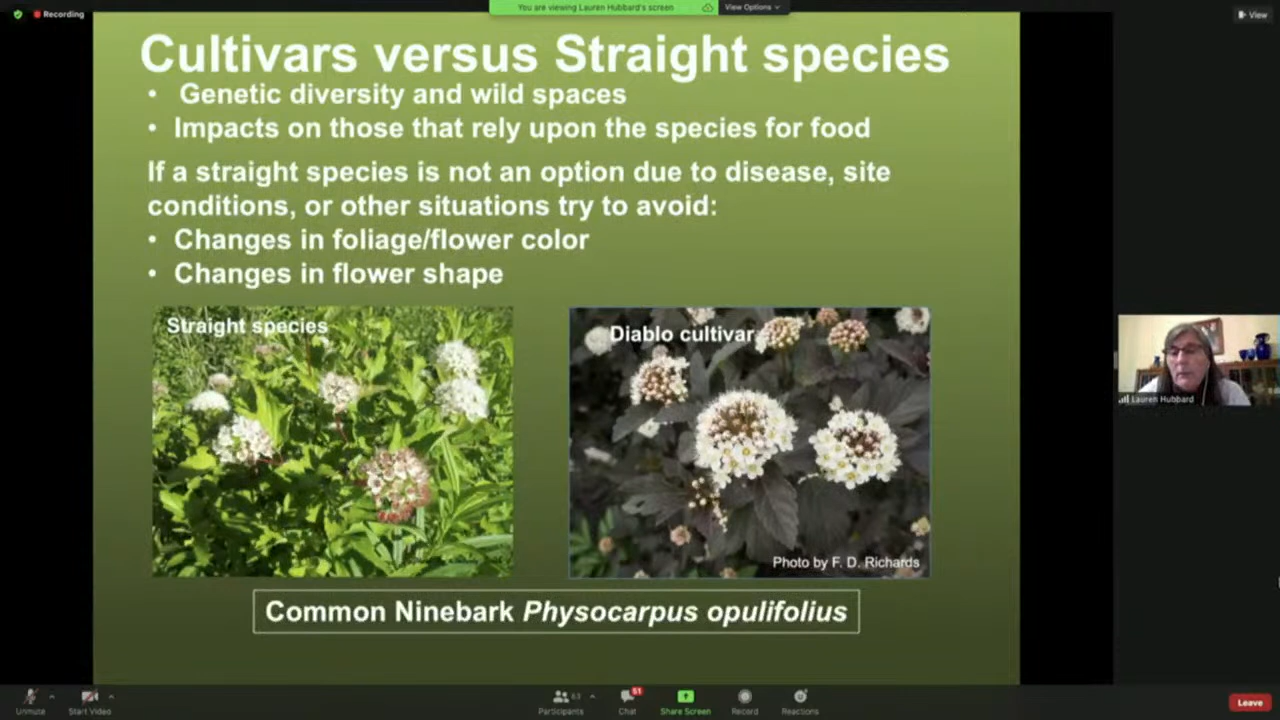 Recording
You are viewing Lauren Hubbard's screen
View Options
View
Cultivars versus Straight species
• Genetic diversity and wild spaces
• Impacts on those that rely upon the species for food
If a straight species is not an option due to disease, site
conditions, or other situations try to avoid:
• Changes in foliage/flower color
• Changes in flower shape
Straight species
Diablo cultivar
Photo by F. D. Richards
Common Ninebark Physocarpus opulifolius
Lauren Hubbard
Unmute
Start Video
Participants
Chat
51
Share Screen
Record
Reactions
Leave